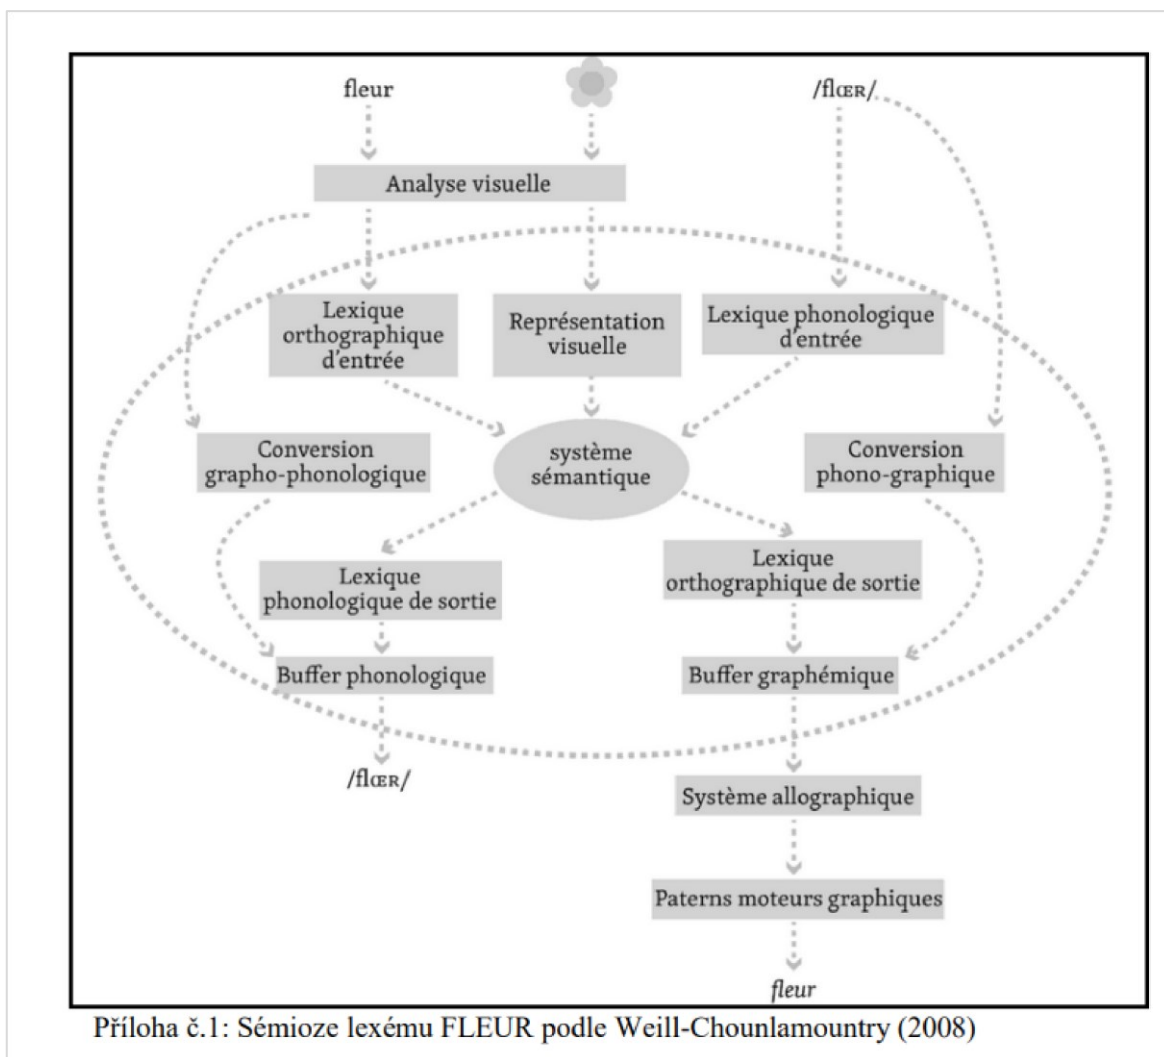 fleur
/flœʀ/
Analyse visuelle
Lexique
orthographique
d'entrée
Représentation
visuelle
Lexique phonologique
d'entrée
Conversion
grapho-phonologique
système
sémantique
Conversion
phono-graphique
Lexique
phonologique de sortie
Lexique
orthographique de sortie
Buffer phonologique
Buffer graphémique
/flœʀ/
Système allographique
Paterns moteurs graphiques
fleur
Příloha č.1: Sémioze lexému FLEUR podle Weill-Chounlamountry (2008)